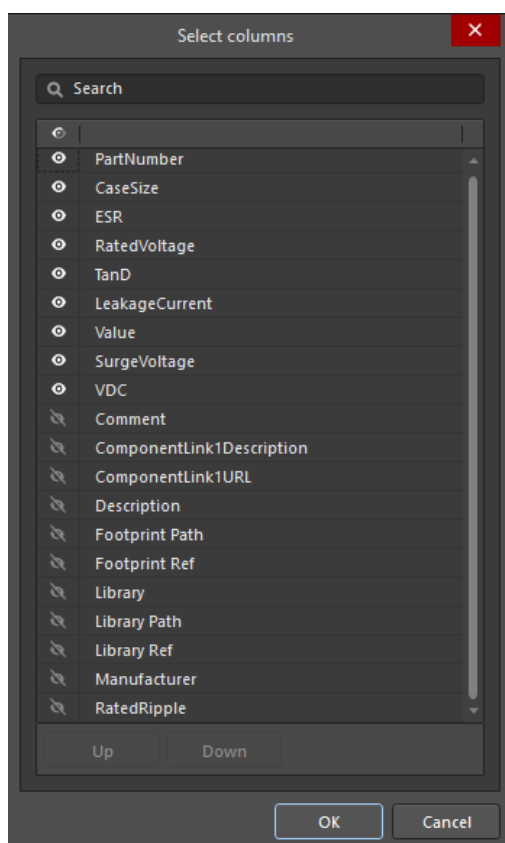 Select columns
Search
PartNumber
CaseSize
ESR
RatedVoltage
TanD
LeakageCurrent
Value
SurgeVoltage
VDC
Comment
ComponentLink1Description
ComponentLink1URL
Description
Footprint Path
Footprint Ref
Library
Library Path
Library Ref
Manufacturer
RatedRipple
Up Down
OK Cancel